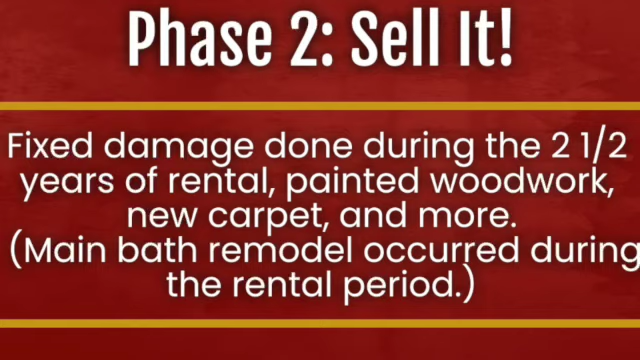 Phase 2: Sell It!
Fixed damage done during the 2 1/2
years of rental, painted woodwork,
new carpet, and more.
(Main bath remodel occurred during
the rental period.)